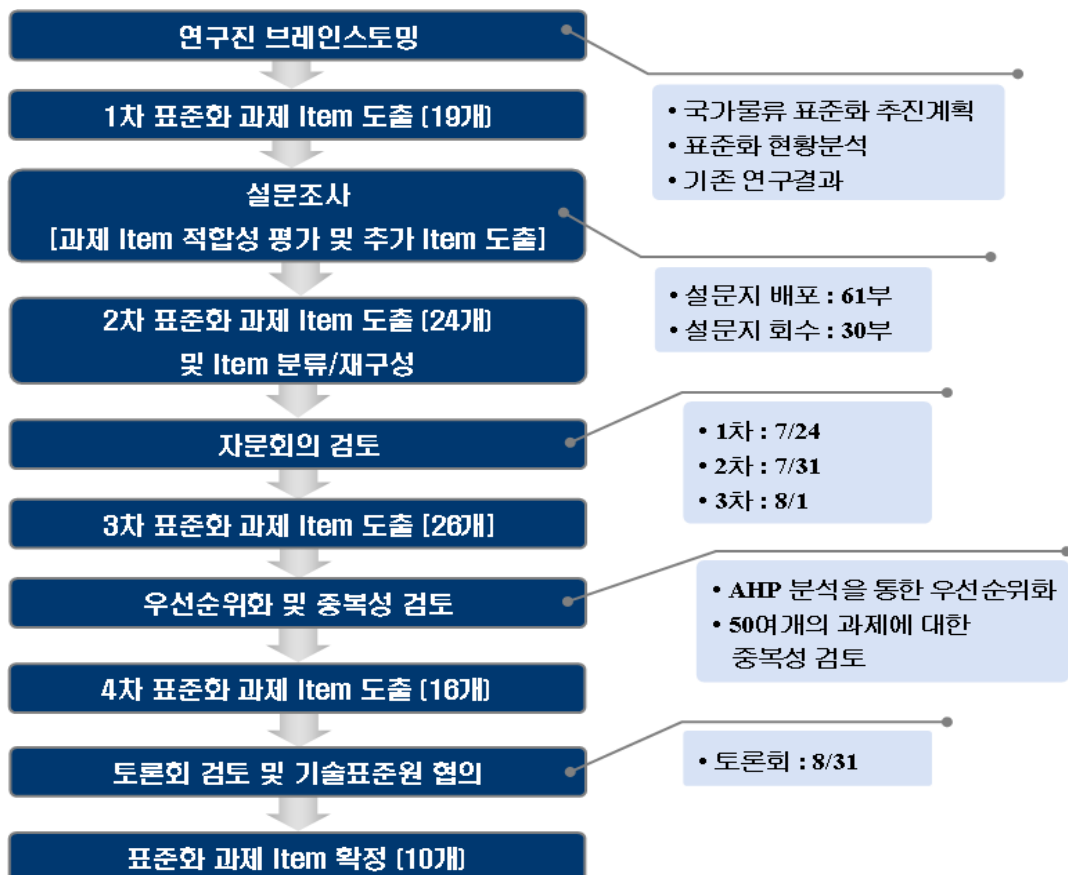 연구진 브레인스토밍
1차 표준화 과제 Item 도출 (19개)
• 국가물류 표준화 추진계획
• 표준화 현황분석
• 기존 연구결과
설문조사
[과제 Item 적합성 평가 및 추가 Item 도출]
• 설문지 배포 : 61부
• 설문지 회수 : 30부
2차 표준화 과제 Item 도출 (24개)
및 Item 분류/재구성
자문회의 검토
• 1차 : 7/24
• 2차 : 7/31
• 3차 : 8/1
3차 표준화 과제 Item 도출 [26개]
우선순위화 및 중복성 검토
• AHP 분석을 통한 우선순위화
• 50여개의 과제에 대한
중복성 검토
4차 표준화 과제 Item 도출 (16개)
토론회 검토 및 기술표준원 협의
• 토론회 : 8/31
표준화 과제 Item 확정 (10개)